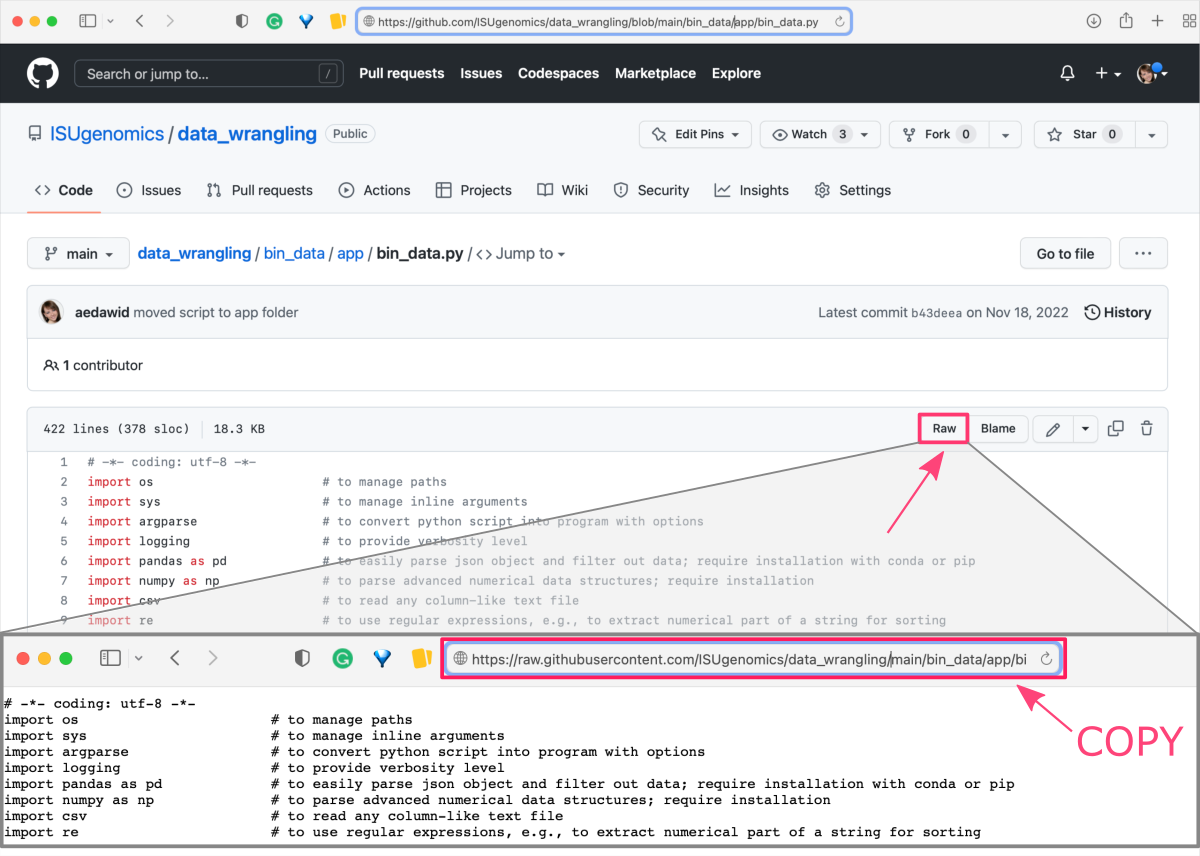 https://github.com/ISUgenomics/data_wrangling/blob/main/bin_data/app/bin_data.py
Search or jump to... / Pull requests Issues Codespaces Marketplace Explore
ISUgenomics / data_wrangling Public Edit Pins Watch 3 Fork 0 Star 0
Code Issues Pull requests Actions Projects Wiki Security Insights Settings
main data_wrangling / bin_data / app / bin_data.py / <> Jump to Go to file ...
aedawid moved script to app folder Latest commit b43deea on Nov 18, 2022 History
1 contributor
422 lines (378 sloc) 18.3 KB Raw Blame
1 # -*- coding: utf-8 -*-
2 import os # to manage paths
3 import sys # to manage inline arguments
4 import argparse # to convert python script into program with options
5 import logging # to provide verbosity level
6 import pandas as pd # to easily parse json object and filter out data; require installation with conda or pip
7 import numpy as np # to parse advanced numerical data structures; require installation
8 import csv # to read any column-like text file
9 import re # to use regular expressions, e.g., to extract numerical part of a string for sorting
https://raw.githubusercontent.com/ISUgenomics/data_wrangling/main/bin_data/app/bi
# -*- coding: utf-8 -*-
import os # to manage paths
import sys # to manage inline arguments
import argparse # to convert python script into program with options
import logging # to provide verbosity level
import pandas as pd # to easily parse json object and filter out data; require installation with conda or pip
import numpy as np # to parse advanced numerical data structures; require installation
import csv # to read any column-like text file
import re # to use regular expressions, e.g., to extract numerical part of a string for sorting
COPY